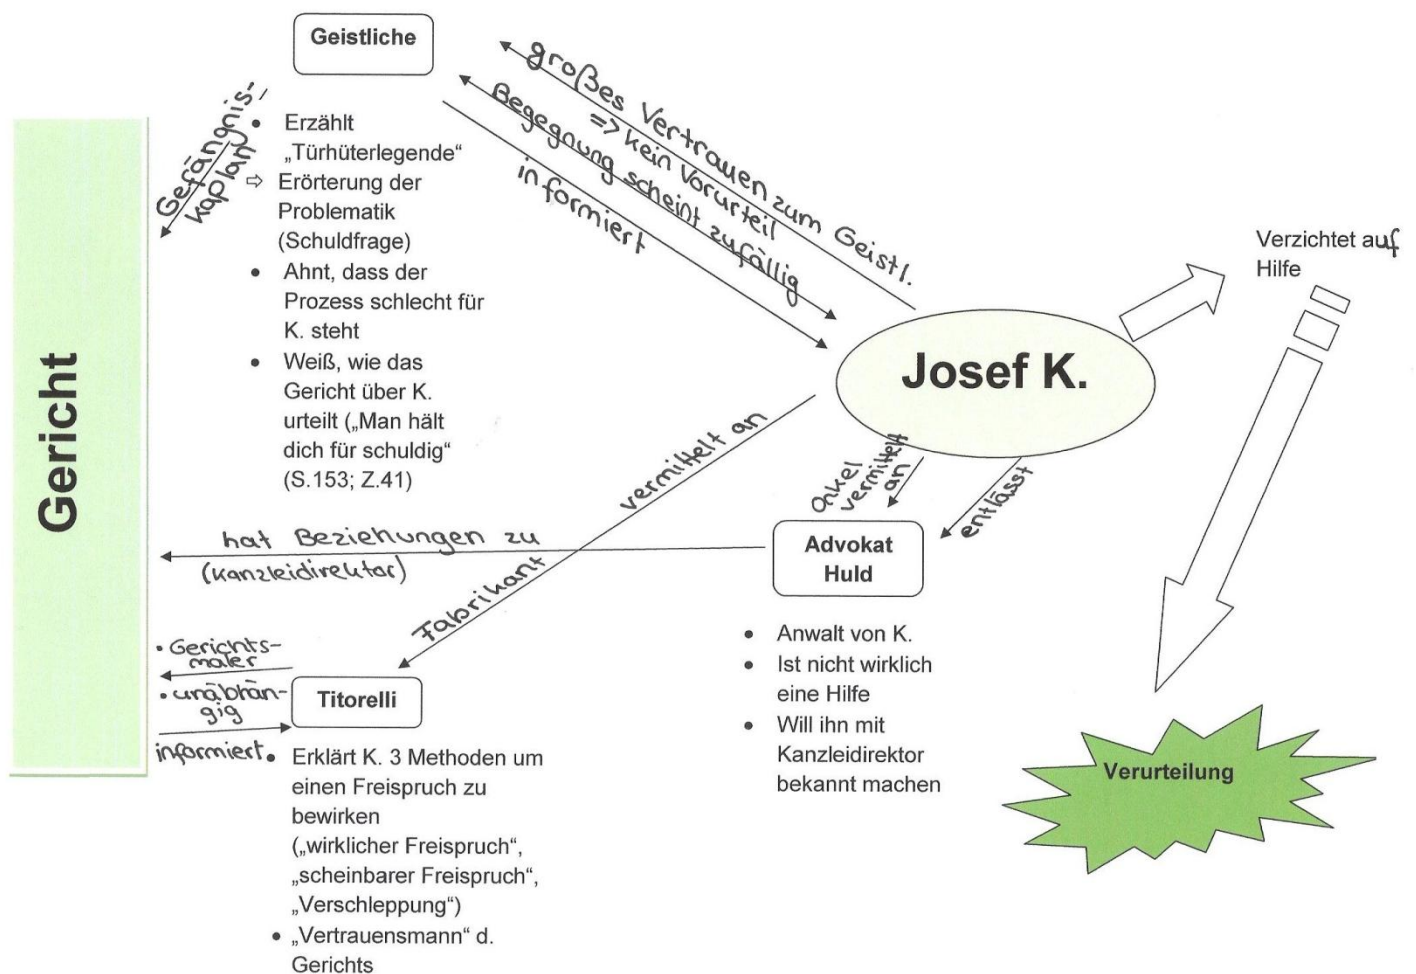 Geistliche
Gefängnis-
kaplan
• Erzählt
„Türhüterlegende“
⇨ Erörterung der
Problematik
(Schuldfrage)
• Ahnt, dass der
Prozess schlecht für
K. steht
• Weiß, wie das
Gericht über K.
urteilt („Man hält
dich für schuldig“
(S.153; Z.41)
großes Vertrauen zum Geistl.
=> kein Vorurteil
Begegnung scheint zufällig
informiert
Verzichtet auf
Hilfe
Josef K.
Gericht
Onkel
vermittelt
an
entlässt
Fabrikant vermittelt an
hat Beziehungen zu
(Kanzleidirektor)
Advokat
Huld
• Anwalt von K.
• Ist nicht wirklich
eine Hilfe
• Will ihn mit
Kanzleidirektor
bekannt machen
• Gerichts-
maler
• unäbhän-
gig
informiert
Titorelli
• Erklärt K. 3 Methoden um
einen Freispruch zu
bewirken
(„wirklicher Freispruch“,
„scheinbarer Freispruch“,
„Verschleppung“)
• „Vertrauensmann“ d.
Gerichts
Verurteilung